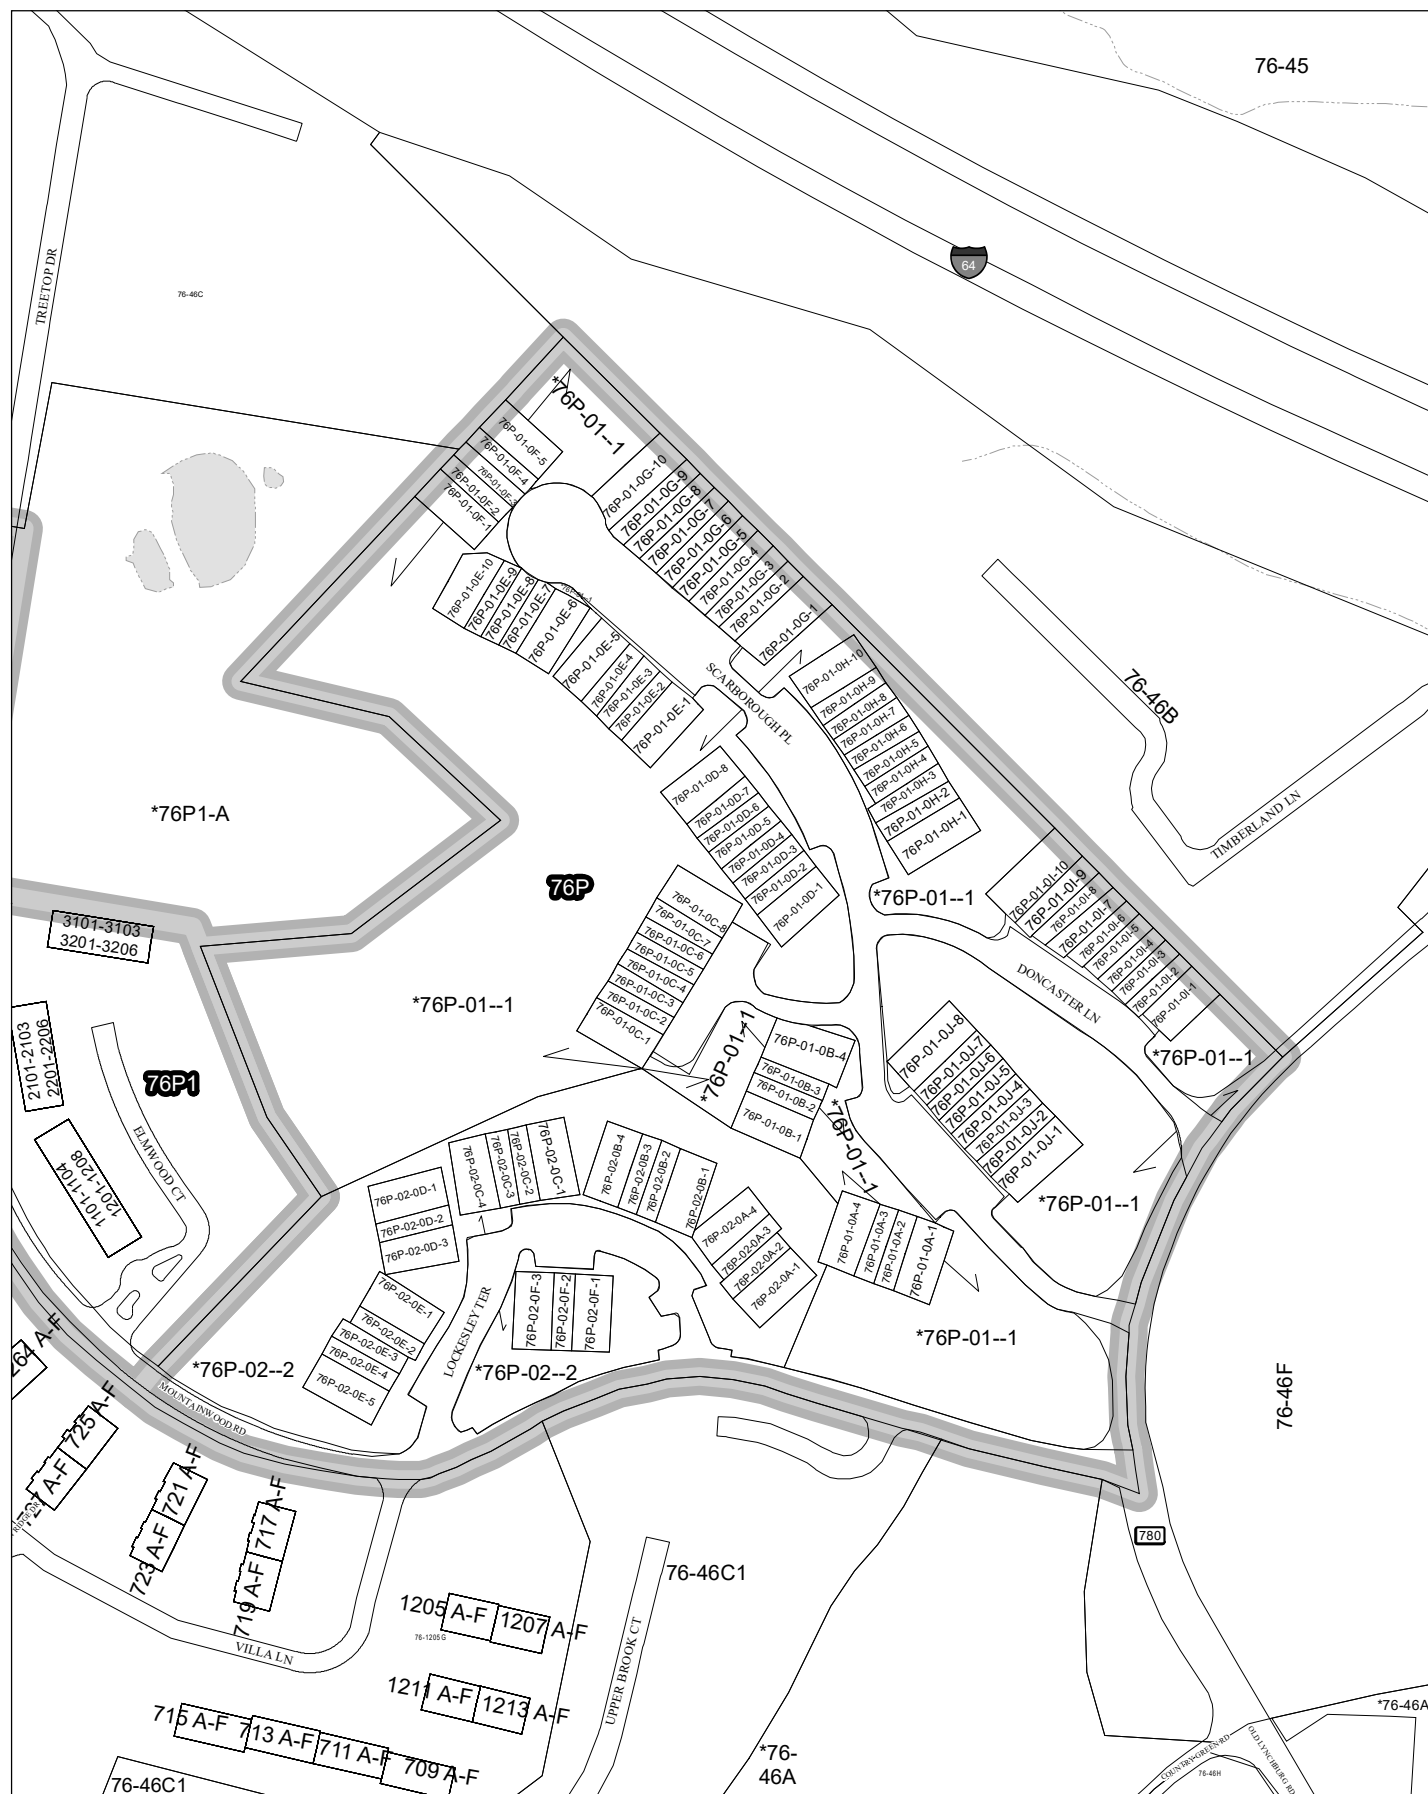 76-45
64
TREETOP DR
76-46C
*76P-01--1
76P-01-0F-5
76P-01-0F-4
76P-01-0F-3
76P-01-0F-2
76P-01-0F-1
76P-01-0G-10
76P-01-0G-9
76P-01-0G-8
76P-01-0G-7
76P-01-0G-6
76P-01-0G-5
76P-01-0G-4
76P-01-0G-3
76P-01-0G-2
76P-01-0G-1
76P-01-0E-10
76P-01-0E-9
76P-01-0E-8
76P-01-0E-7
76P-01-0E-6
76P-01-0E-5
76P-01-0E-4
76P-01-0E-3
76P-01-0E-2
76P-01-0E-1
SCARBOROUGH PL
76P-01-0H-10
76P-01-0H-9
76P-01-0H-8
76P-01-0H-7
76P-01-0H-6
76P-01-0H-5
76P-01-0H-4
76P-01-0H-3
76P-01-0H-2
76P-01-0H-1
76-46B
TIMBERLAND LN
*76P1-A
76P-01-0D-8
76P-01-0D-7
76P-01-0D-6
76P-01-0D-5
76P-01-0D-4
76P-01-0D-3
76P-01-0D-2
76P-01-0D-1
76P
*76P-01--1
76P-01-0I-10
76P-01-0I-9
76P-01-0I-8
76P-01-0I-7
76P-01-0I-6
76P-01-0I-5
76P-01-0I-4
76P-01-0I-3
76P-01-0I-2
76P-01-0I-1
3101-3103
3201-3206
76P-01-0C-8
76P-01-0C-7
76P-01-0C-6
76P-01-0C-5
76P-01-0C-4
76P-01-0C-3
76P-01-0C-2
76P-01-0C-1
DONCASTER LN
*76P-01--1
2101-2103
2201-2206
76P1
*76P-01--1
76P-01-0B-4
76P-01-0B-3
76P-01-0B-2
76P-01-0B-1
76P-01-0J-8
76P-01-0J-7
76P-01-0J-6
76P-01-0J-5
76P-01-0J-4
76P-01-0J-3
76P-01-0J-2
76P-01-0J-1
*76P-01--1
*76P-01--1
*76P-01--1
ELMWOOD CT
1101-1104
1201-1208
76P-02-0D-1
76P-02-0D-2
76P-02-0D-3
76P-02-0C-4
76P-02-0C-3
76P-02-0C-2
76P-02-0C-1
76P-02-0B-4
76P-02-0B-3
76P-02-0B-2
76P-02-0B-1
76P-02-0A-4
76P-02-0A-3
76P-02-0A-2
76P-02-0A-1
76P-01-0A-4
76P-01-0A-3
76P-01-0A-2
76P-01-0A-1
76P-02-0E-1
76P-02-0E-2
76P-02-0E-3
76P-02-0E-4
76P-02-0E-5
LOCKESLEY TER
76P-02-0F-3
76P-02-0F-2
76P-02-0F-1
*76P-01--1
*76P-02--2
*76P-02--2
MOUNTAINWOOD RD
76-46F
725 A-F
727 A-F
RIDGE DR
721 A-F
723 A-F
717 A-F
719 A-F
VILLA LN
780
76-46C1
1205 A-F
1207 A-F
76-1205G
1211 A-F
1213 A-F
UPPER BROOK CT
715 A-F
713 A-F
711 A-F
709 A-F
76-46C1
*76-
46A
*76-46A
COUNTRY GREEN RD
76-46H
OLD LYNCHBURG RD